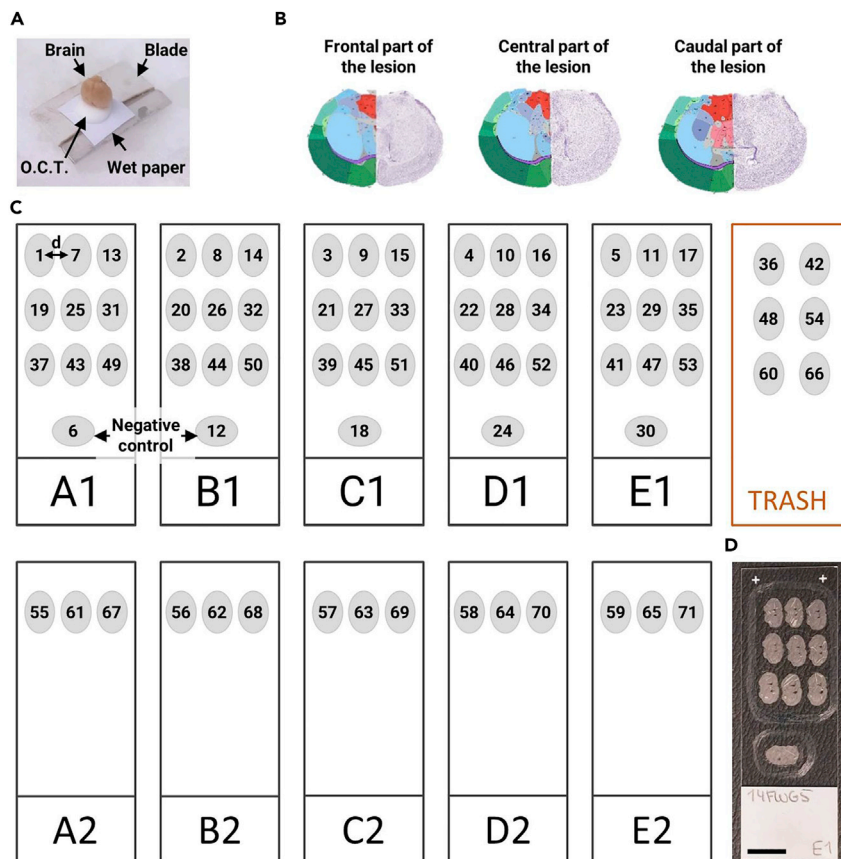 A
Brain
Blade
O.C.T.
Wet paper
B
Frontal part of
the lesion
Central part of
the lesion
Caudal part of
the lesion
C
d
1 7 13
19 25 31
37 43 49
6
Negative
control
A1
2 8 14
20 26 32
38 44 50
12
B1
3 9 15
21 27 33
39 45 51
18
C1
4 10 16
22 28 34
40 46 52
24
D1
5 11 17
23 29 35
41 47 53
30
E1
36 42
48 54
60 66
TRASH
55 61 67
A2
56 62 68
B2
57 63 69
C2
58 64 70
D2
59 65 71
E2
D
+ +
14FWG5
E1